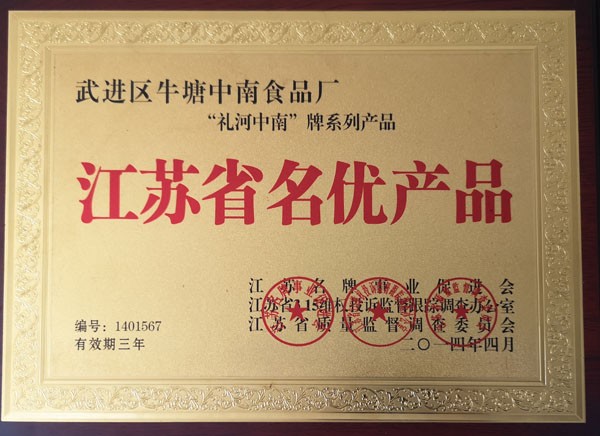 武进区牛塘中南食品厂
“礼河中南”牌系列产品
江苏省名优产品
江苏名牌事业促进会
江苏省3.15维权投诉监督跟踪调查办公室
江苏省质量监督调查委员会
编号：1401567
有效期三年
二〇一四年四月